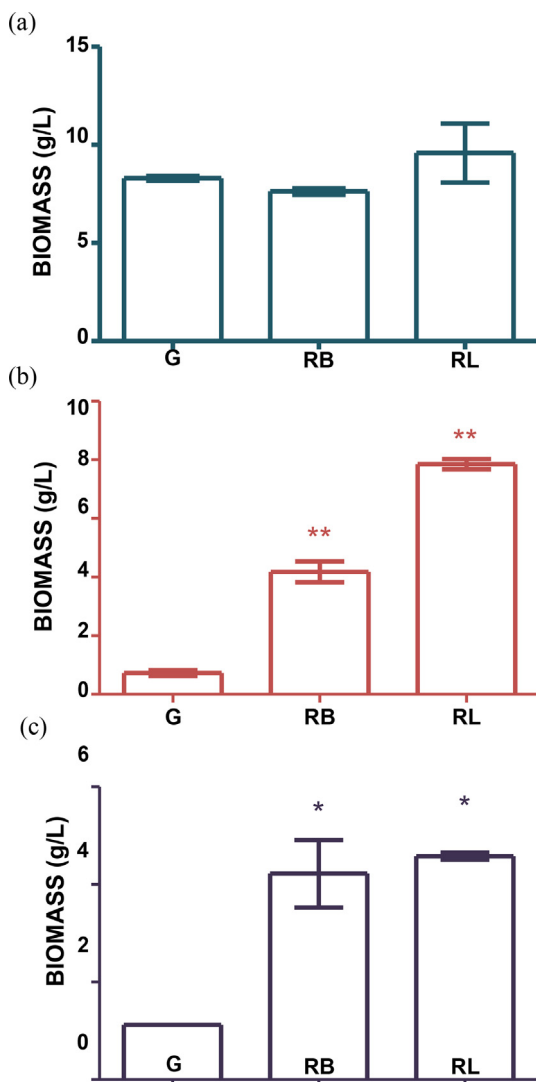 (a)
15
10
5
0
BIOMASS (g/L)
G RB RL
(b)
10
8
6
4
2
0
BIOMASS (g/L)
**
**
G RB RL
(c)
6
4
2
0
BIOMASS (g/L)
* *
G RB RL